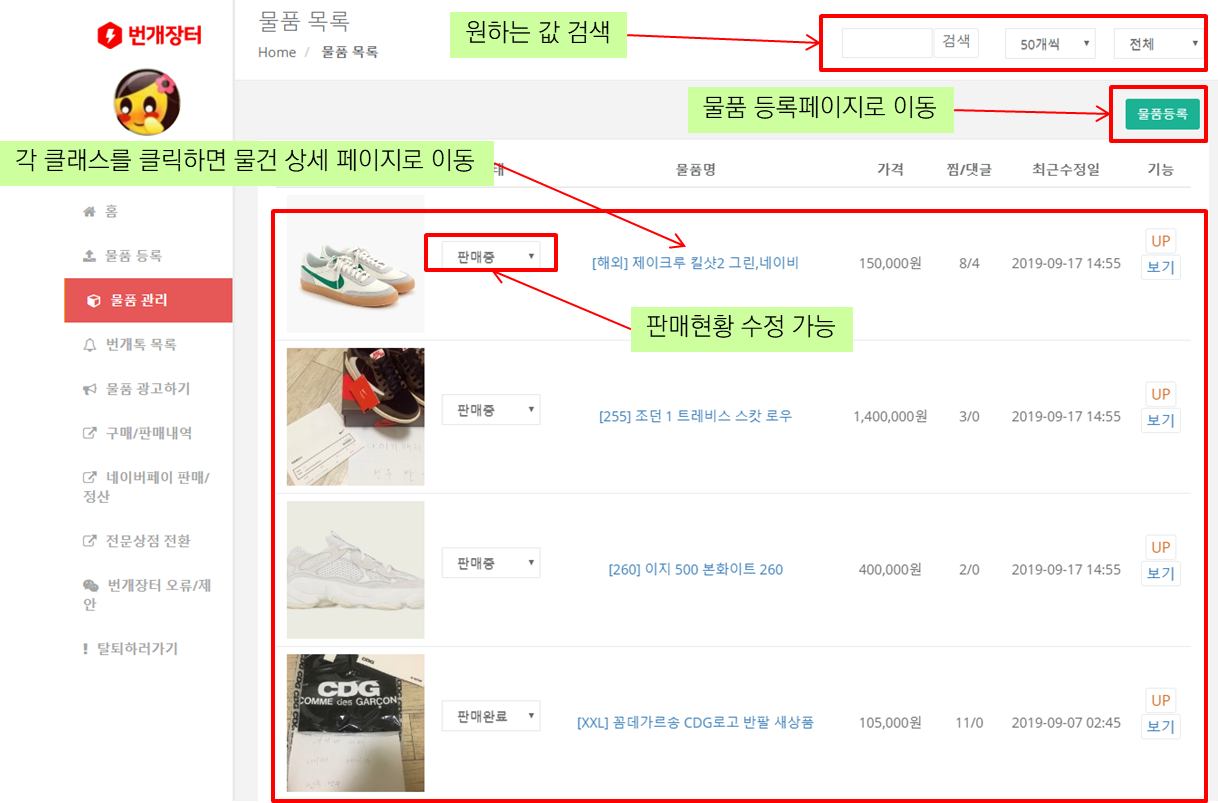 번개장터
물품 목록
Home / 물품 목록
원하는 값 검색
검색
50개씩
전체
물품 등록페이지로 이동
물품등록
각 클래스를 클릭하면 물건 상세 페이지로 이동
태 물품명 가격 찜/댓글 최근수정일 기능
홈
물품 등록
물품 관리
번개톡 목록
물품 광고하기
구매/판매내역
네이버페이 판매/
정산
전문상점 전환
번개장터 오류/제
안
탈퇴하러가기
판매중 [해외] 제이크루 킬샷2 그린,네이비 150,000원 8/4 2019-09-17 14:55 UP
보기
판매현황 수정 가능
판매중 [255] 조던 1 트레비스 스캇 로우 1,400,000원 3/0 2019-09-17 14:55 UP
보기
판매중 [260] 이지 500 본화이트 260 400,000원 2/0 2019-09-17 14:55 UP
보기
CDG
CDG
COMME des GARÇON
판매완료 [XXL] 꼼데가르송 CDG로고 반팔 새상품 105,000원 11/0 2019-09-07 02:45 UP
보기